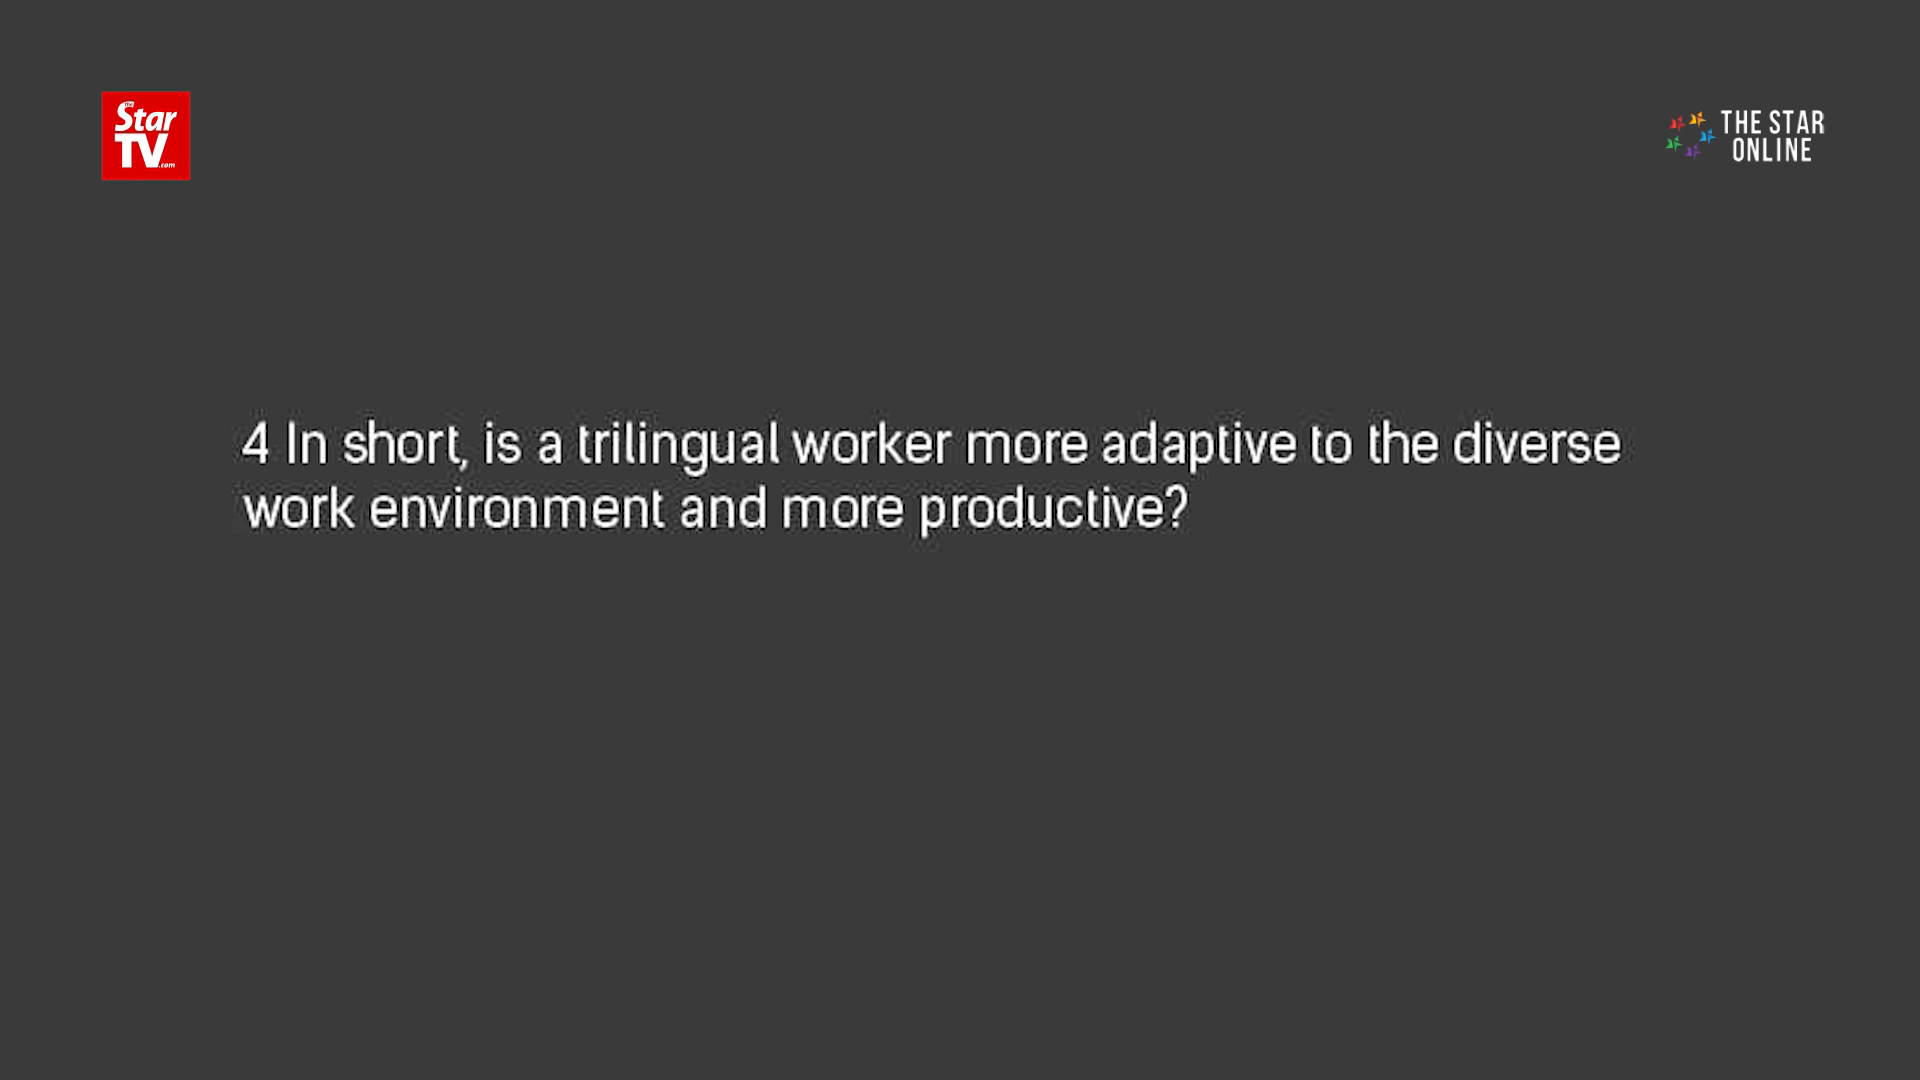 The
Star
TV
.com
THE STAR
ONLINE
4 In short, is a trilingual worker more adaptive to the diverse
work environment and more productive?